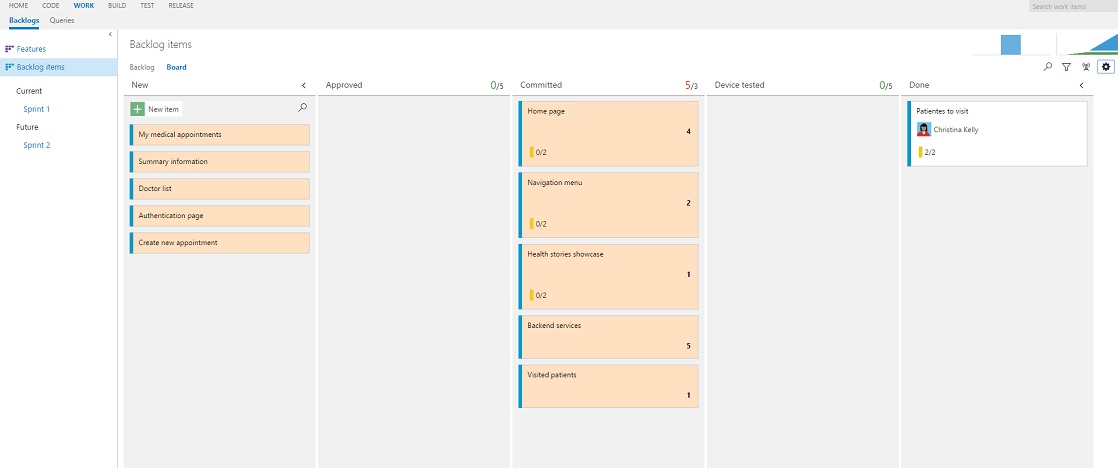 HOME CODE WORK BUILD TEST RELEASE
Search work items
Backlogs Queries
Features
Backlog items
Current
Sprint 1
Future
Sprint 2
Backlog items
Backlog Board
New
New item
My medical appointments
Summary information
Doctor list
Authentication page
Create new appointment
Approved 0/5
Committed 5/3
Home page
4
0/2
Navigation menu
2
0/2
Health stories showcase
1
0/2
Backend services
5
Visited patients
1
Device tested 0/5
Done
Patientes to visit
Christina Kelly
2/2